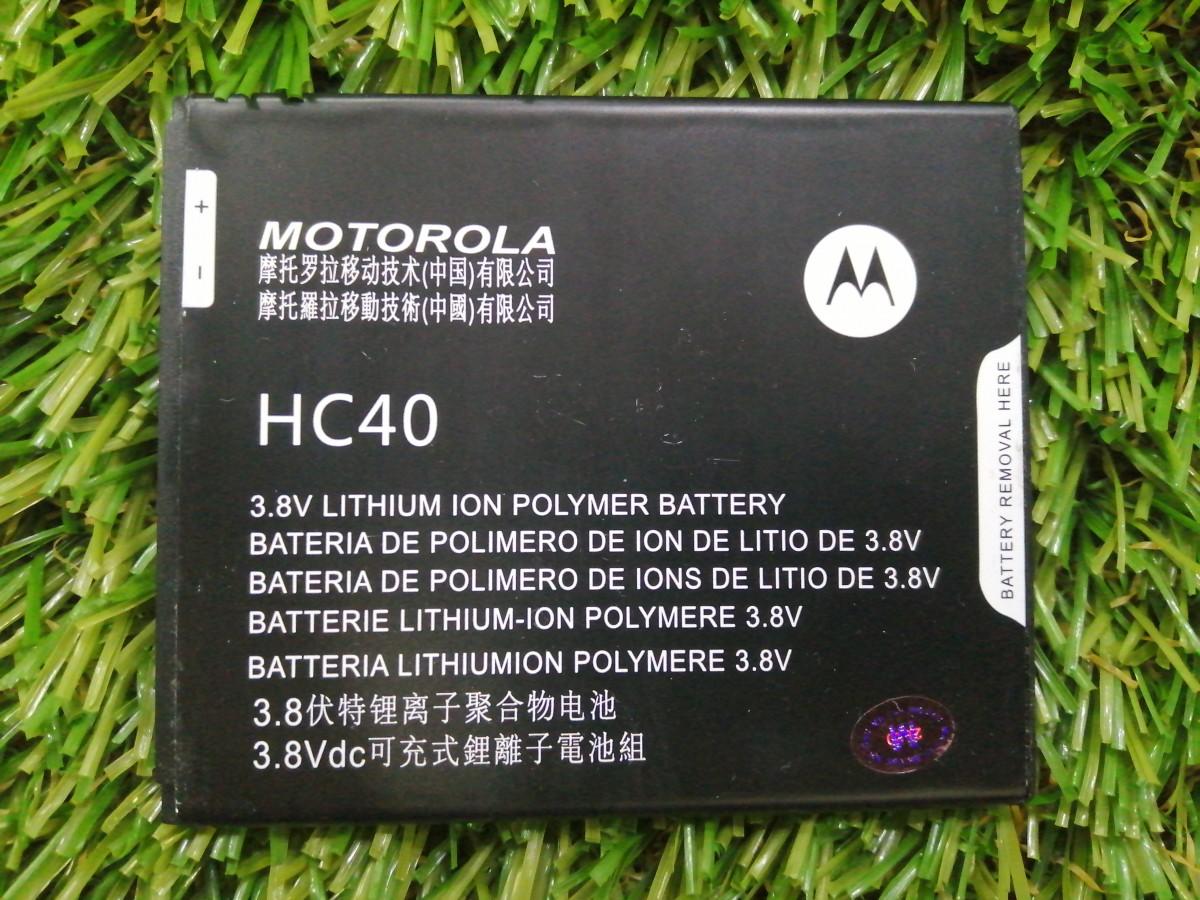 +
-
MOTOROLA
摩托罗拉移动技术(中国)有限公司
摩托羅拉移動技術(中國)有限公司
HC40
3.8V LITHIUM ION POLYMER BATTERY
BATERIA DE POLIMERO DE ION DE LITIO DE 3.8V
BATERIA DE POLIMERO DE IONS DE LITIO DE 3.8V
BATTERIE LITHIUM-ION POLYMERE 3.8V
BATTERIA LITHIUMION POLYMERE 3.8V
3.8伏特锂离子聚合物电池
3.8Vdc可充式鋰離子電池組
BATTERY REMOVAL HERE